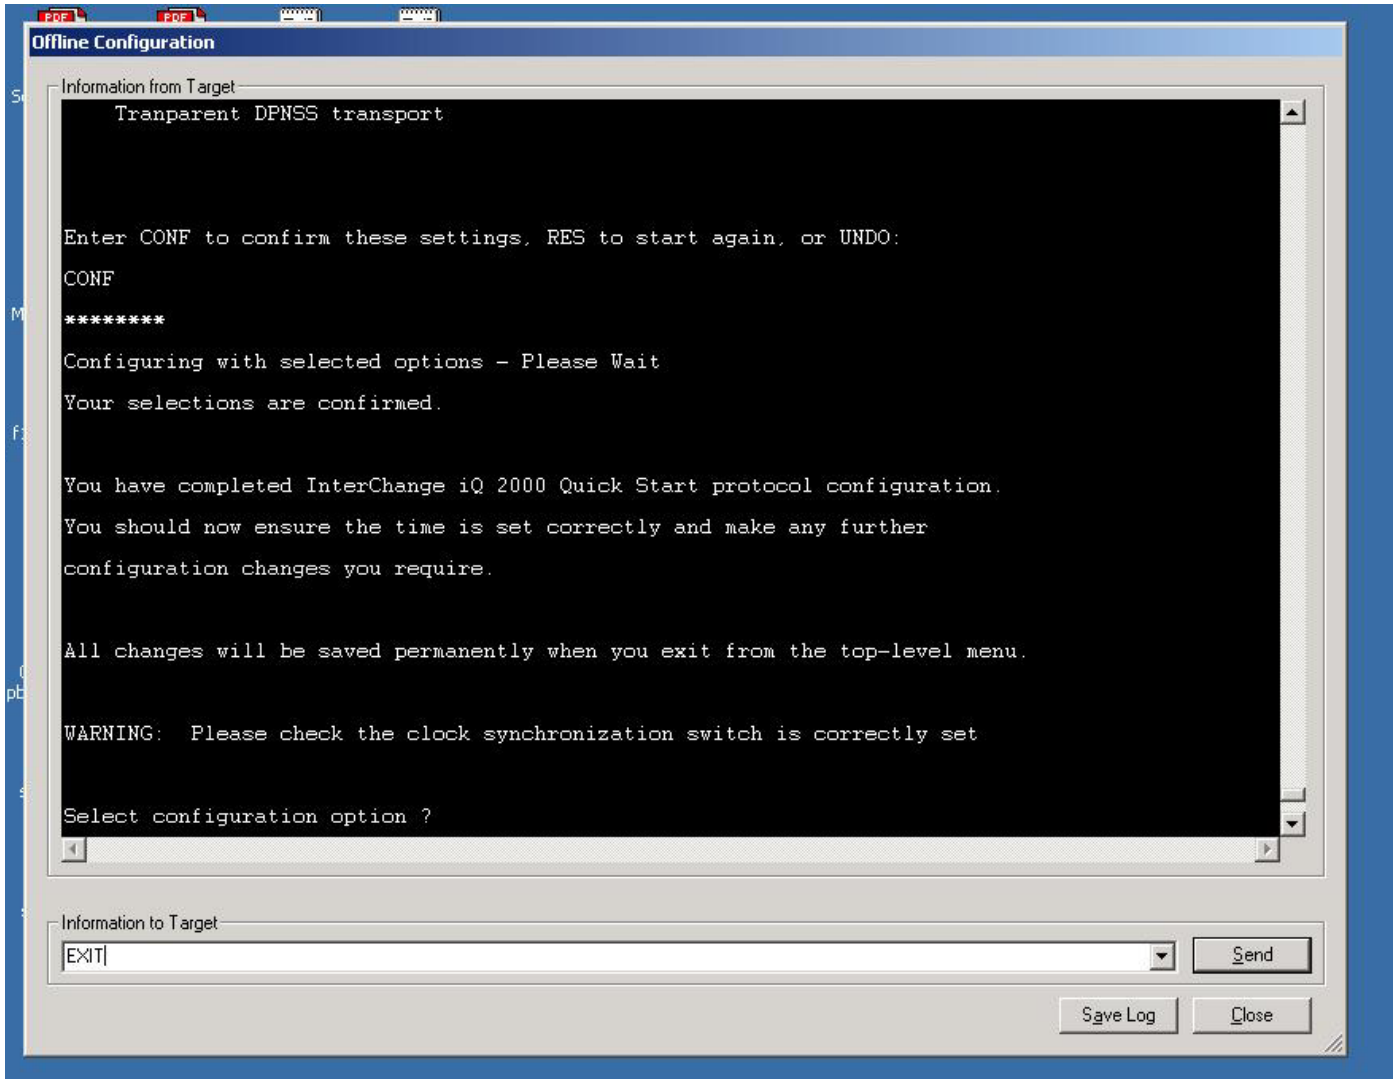 PDF PDF
Offline Configuration
Information from Target
Tranparent DPNSS transport
Enter CONF to confirm these settings, RES to start again, or UNDO:
CONF
********
Configuring with selected options - Please Wait
Your selections are confirmed.
You have completed InterChange iQ 2000 Quick Start protocol configuration.
You should now ensure the time is set correctly and make any further
configuration changes you require.
All changes will be saved permanently when you exit from the top-level menu.
WARNING:  Please check the clock synchronization switch is correctly set
Select configuration option ?
Information to Target
EXIT
Send
Save Log
Close